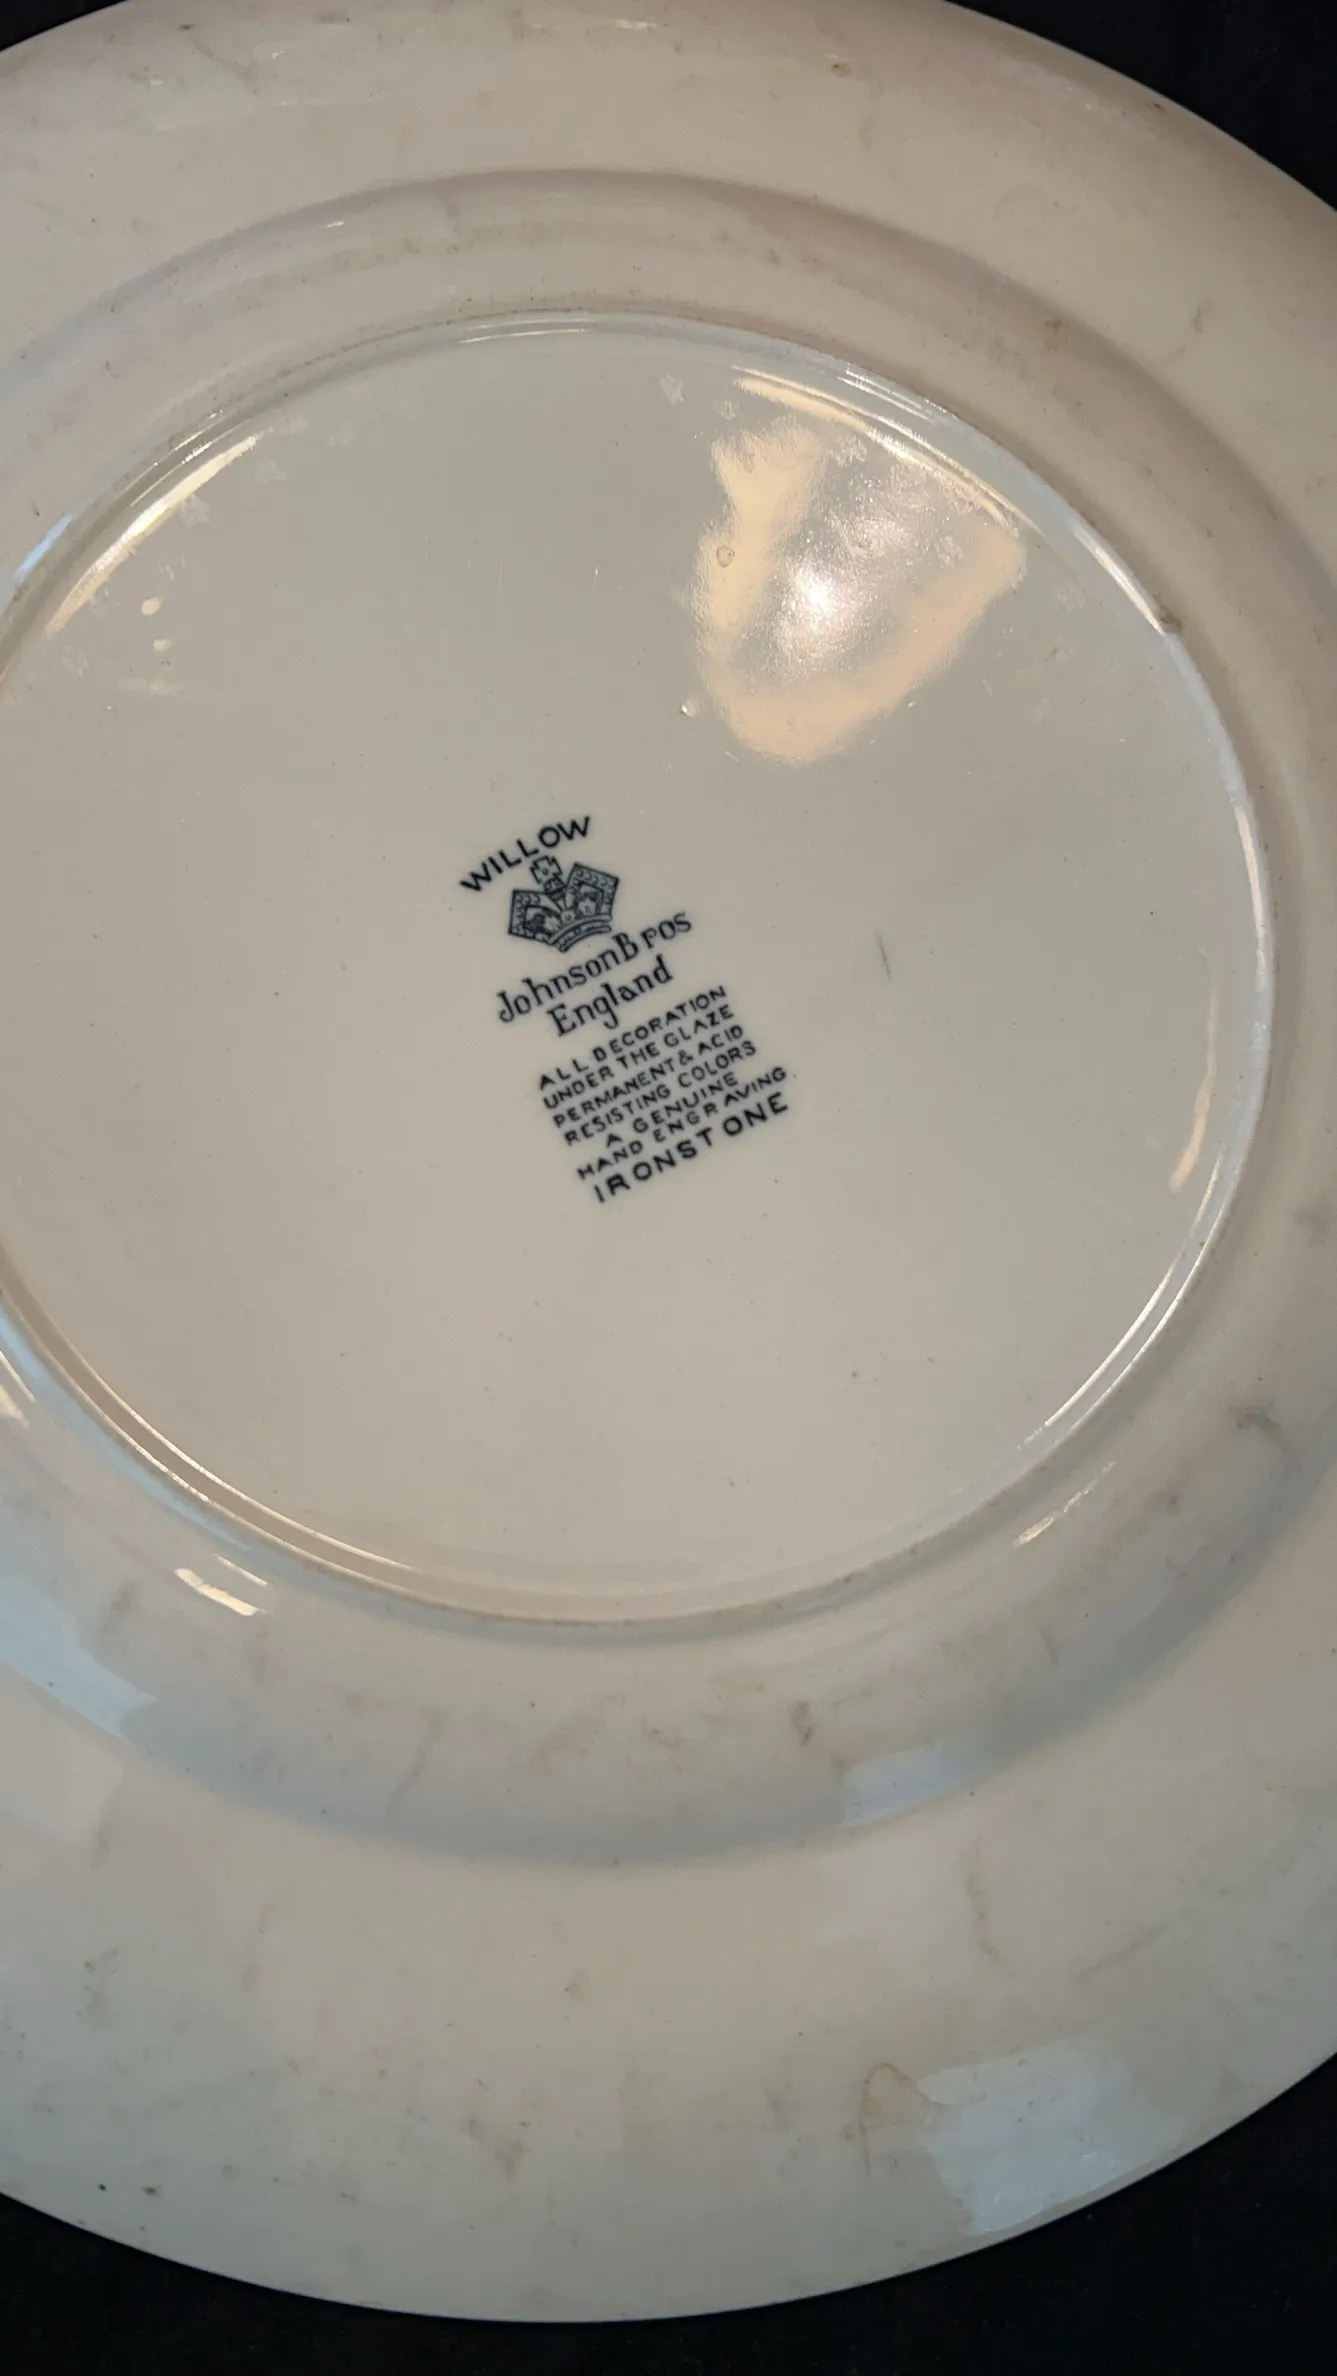 WILLOW
Johnson Bros
England
ALL DECORATION
UNDER THE GLAZE
PERMANENT & ACID
RESISTING COLORS
A GENUINE
HAND ENGRAVING
IRONSTONE